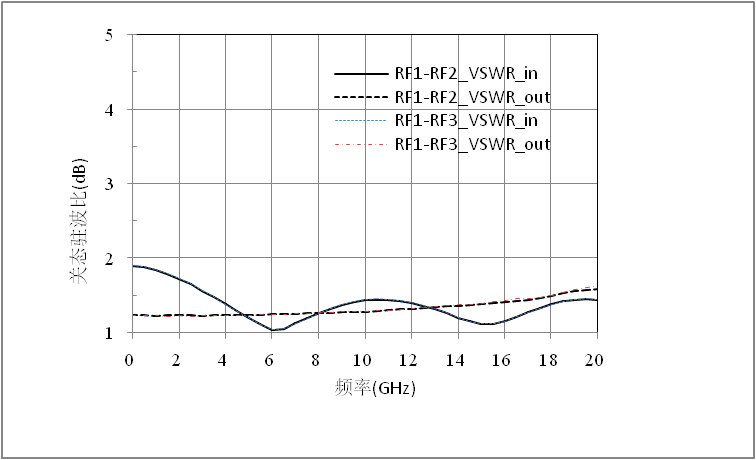 5
4
3
2
1
关态驻波比(dB)
RF1-RF2_VSWR_in
RF1-RF2_VSWR_out
RF1-RF3_VSWR_in
RF1-RF3_VSWR_out
0 2 4 6 8 10 12 14 16 18 20
频率(GHz)